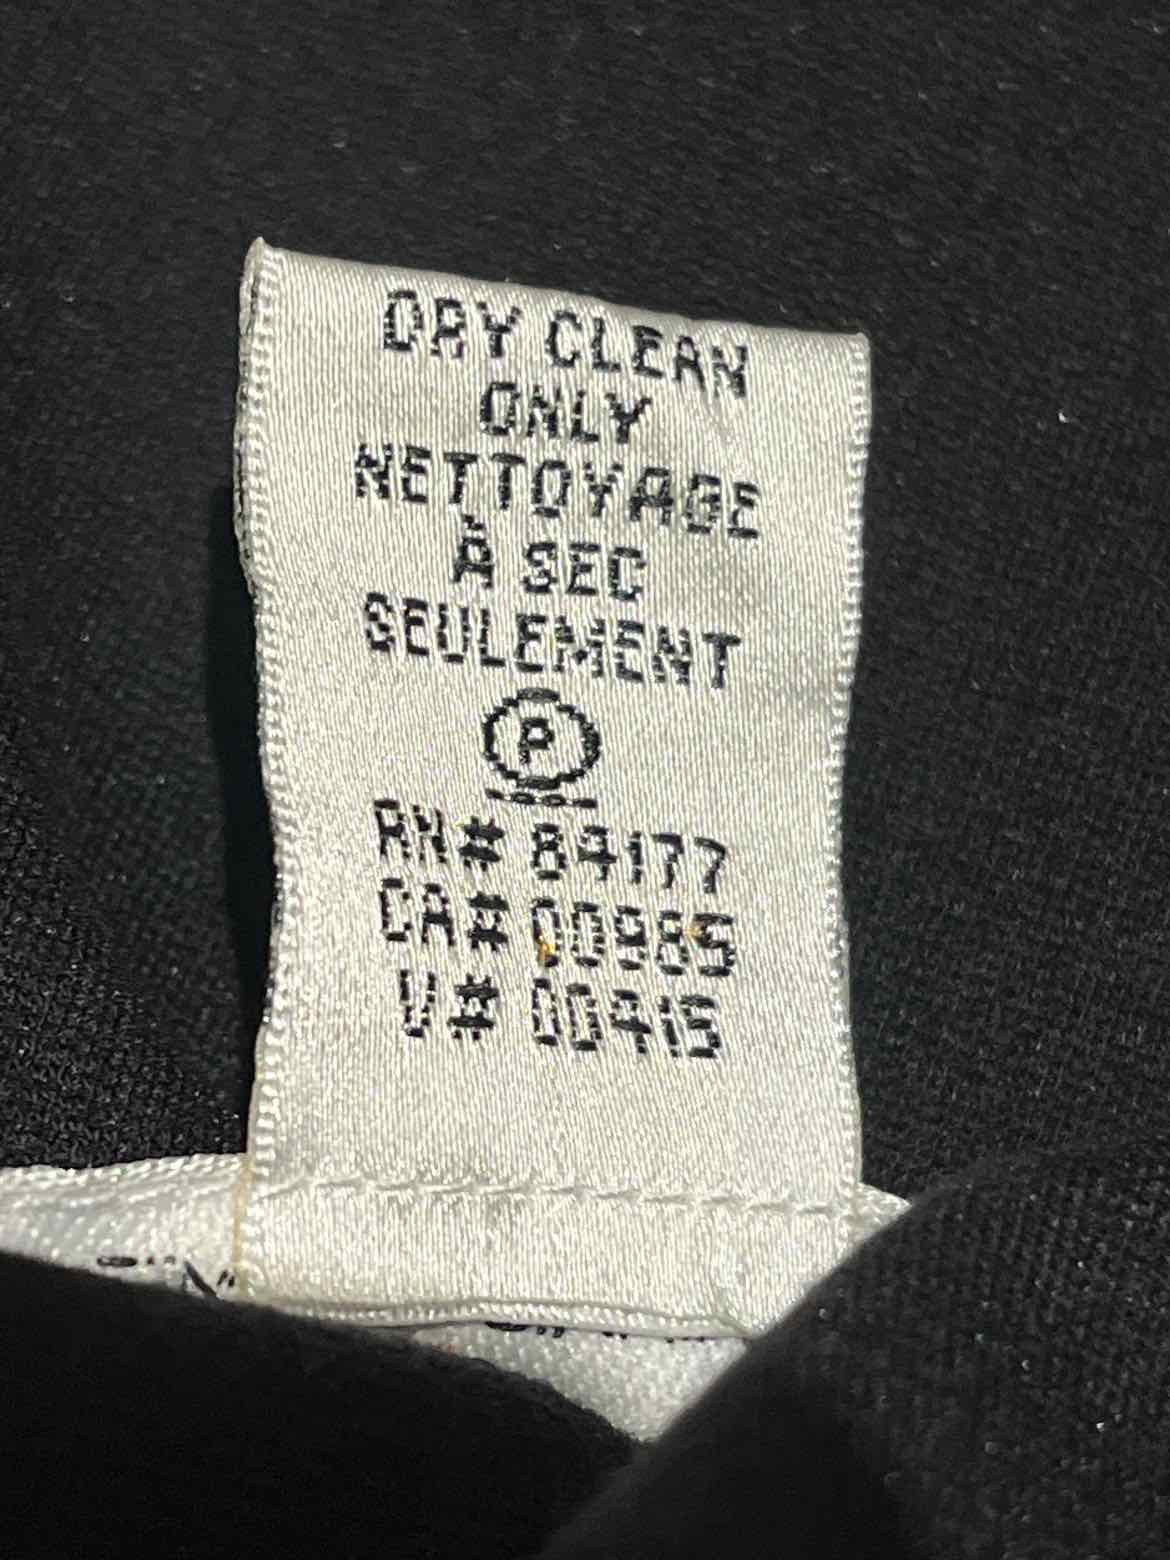 DRY CLEAN
ONLY
NETTOYAGE
À SEC
SEULEMENT
P
RN# 84177
CA# 00985
V# 00415